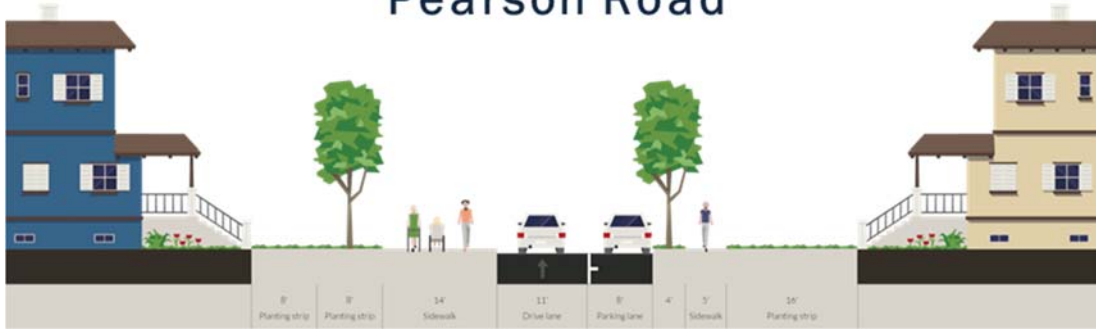 Pearson Road
8' 8' 14' 11' 8' 4' 5' 16'
Planting strip Planting strip Sidewalk Drive lane Parking lane Sidewalk Planting strip